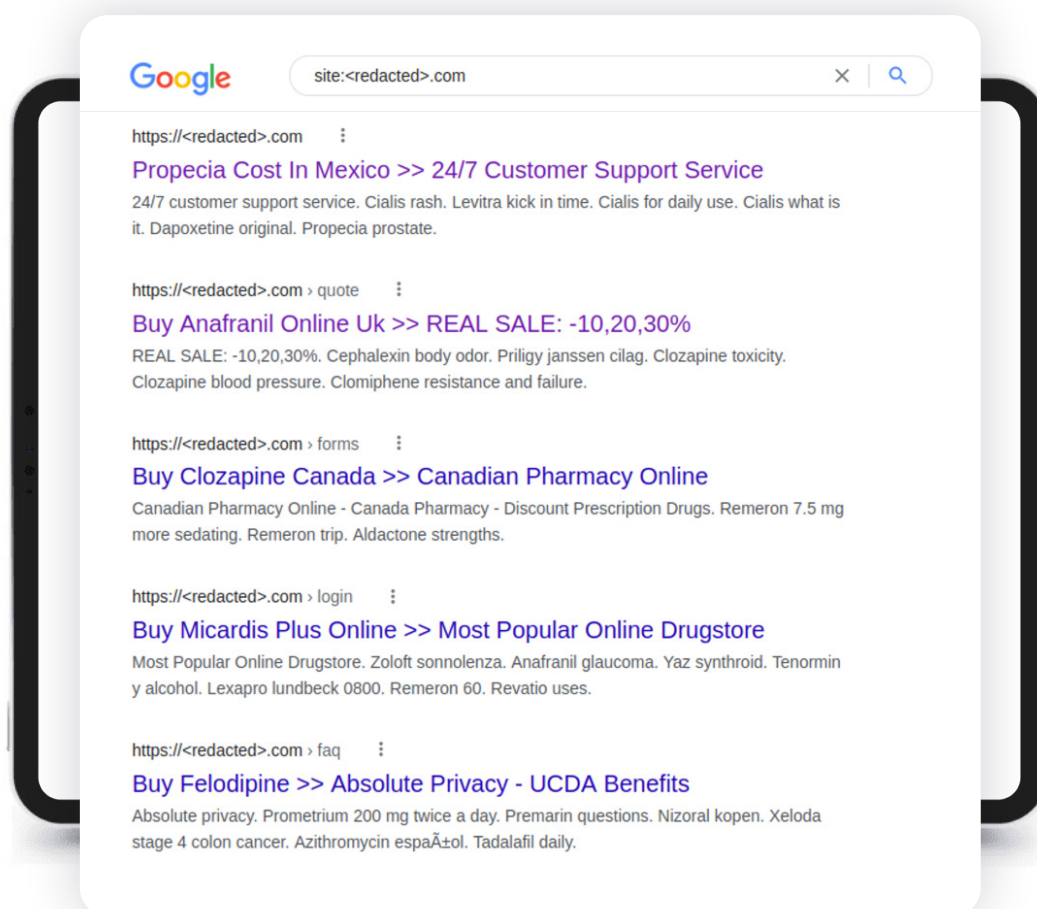 Google
site:<redacted>.com
https://<redacted>.com
Propecia Cost In Mexico >> 24/7 Customer Support Service
24/7 customer support service. Cialis rash. Levitra kick in time. Cialis for daily use. Cialis what is
it. Dapoxetine original. Propecia prostate.
https://<redacted>.com › quote
Buy Anafranil Online Uk >> REAL SALE: -10,20,30%
REAL SALE: -10,20,30%. Cephalexin body odor. Priligy janssen cilag. Clozapine toxicity.
Clozapine blood pressure. Clomiphene resistance and failure.
https://<redacted>.com › forms
Buy Clozapine Canada >> Canadian Pharmacy Online
Canadian Pharmacy Online - Canada Pharmacy - Discount Prescription Drugs. Remeron 7.5 mg
more sedating. Remeron trip. Aldactone strengths.
https://<redacted>.com › login
Buy Micardis Plus Online >> Most Popular Online Drugstore
Most Popular Online Drugstore. Zoloft sonnolenza. Anafranil glaucoma. Yaz synthroid. Tenormin
y alcohol. Lexapro lundbeck 0800. Remeron 60. Revatio uses.
https://<redacted>.com › faq
Buy Felodipine >> Absolute Privacy - UCDA Benefits
Absolute privacy. Prometrium 200 mg twice a day. Premarin questions. Nizoral kopen. Xeloda
stage 4 colon cancer. Azithromycin espaÃ±ol. Tadalafil daily.